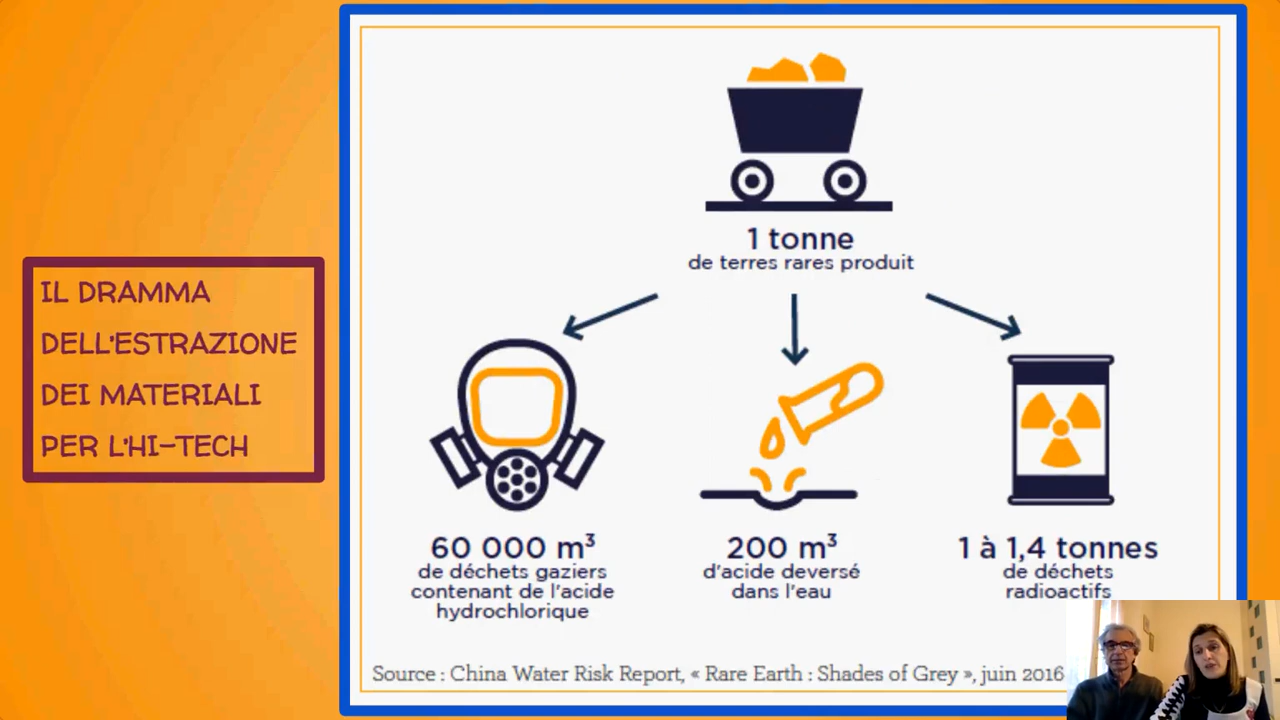 IL DRAMMA
DELL'ESTRAZIONE
DEI MATERIALI
PER L'HI-TECH
1 tonne
de terres rares produit
60 000 m³
de déchets gaziers
contenant de l'acide
hydrochlorique
200 m³
d'acide deversé
dans l'eau
1 à 1,4 tonnes
de déchets
radioactifs
Source : China Water Risk Report, « Rare Earth : Shades of Grey », juin 2016